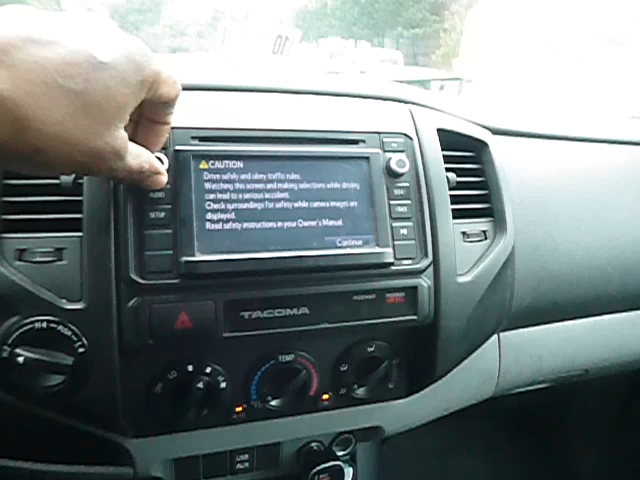 CAUTION
Drive safely and obey traffic rules.
Watching this screen and making selections while driving
can lead to a serious accident.
Check surroundings for safety while camera images are
displayed.
Read safety instructions in your Owner's Manual.
Continue
AUDIO
SETUP
TACOMA
PASSENGER
TEMP
USB
AUX
10